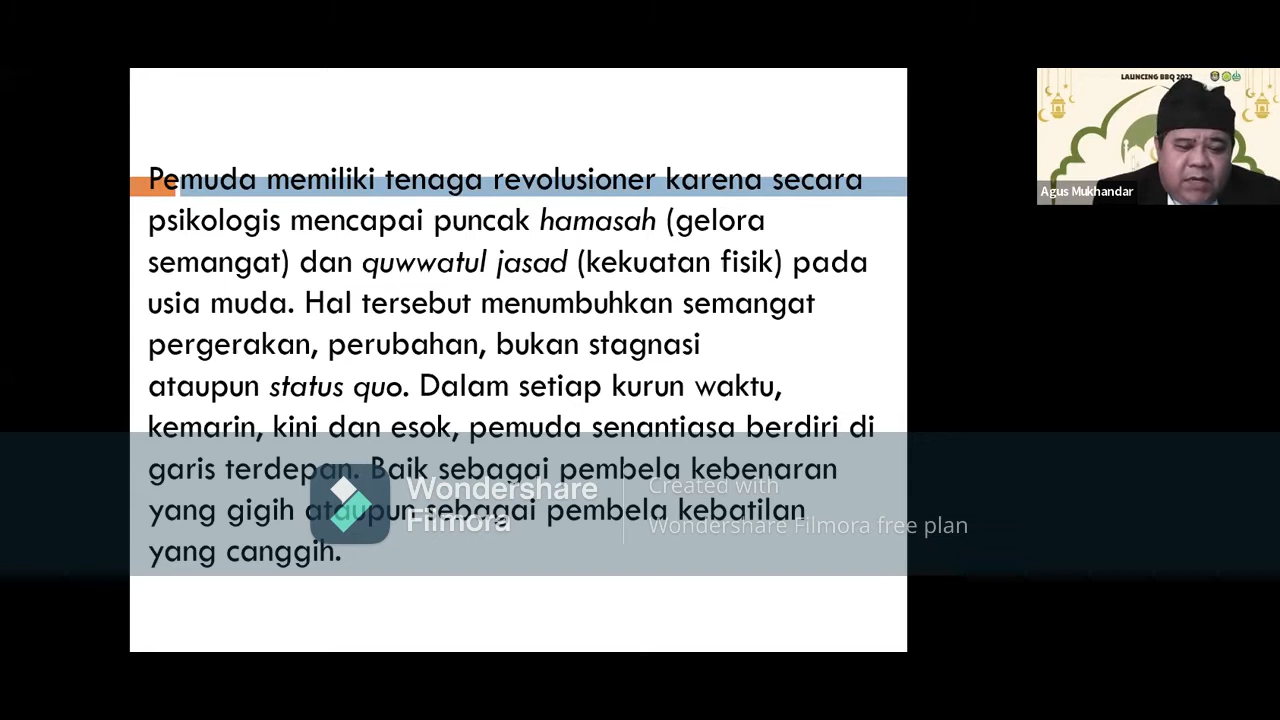 LAUNCING BBQ 2022
Agus Mukhandar
Pemuda memiliki tenaga revolusioner karena secara
psikologis mencapai puncak hamasah (gelora
semangat) dan quwwatul jasad (kekuatan fisik) pada
usia muda. Hal tersebut menumbuhkan semangat
pergerakan, perubahan, bukan stagnasi
ataupun status quo. Dalam setiap kurun waktu,
kemarin, kini dan esok, pemuda senantiasa berdiri di
garis terdepan. Baik sebagai pembela kebenaran
yang gigih ataupun sebagai pembela kebatilan
yang canggih.
Wondershare
Filmora
Created with
Wondershare Filmora free plan